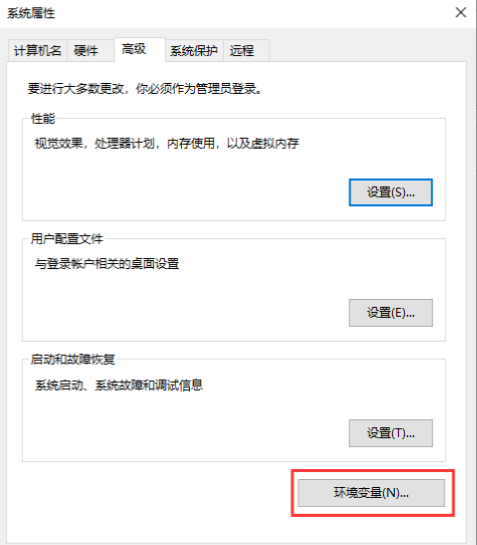 系统属性
计算机名 硬件 高级 系统保护 远程
要进行大多数更改，你必须作为管理员登录。
性能
视觉效果，处理器计划，内存使用，以及虚拟内存
设置(S)...
用户配置文件
与登录帐户相关的桌面设置
设置(E)...
启动和故障恢复
系统启动、系统故障和调试信息
设置(T)...
环境变量(N)...